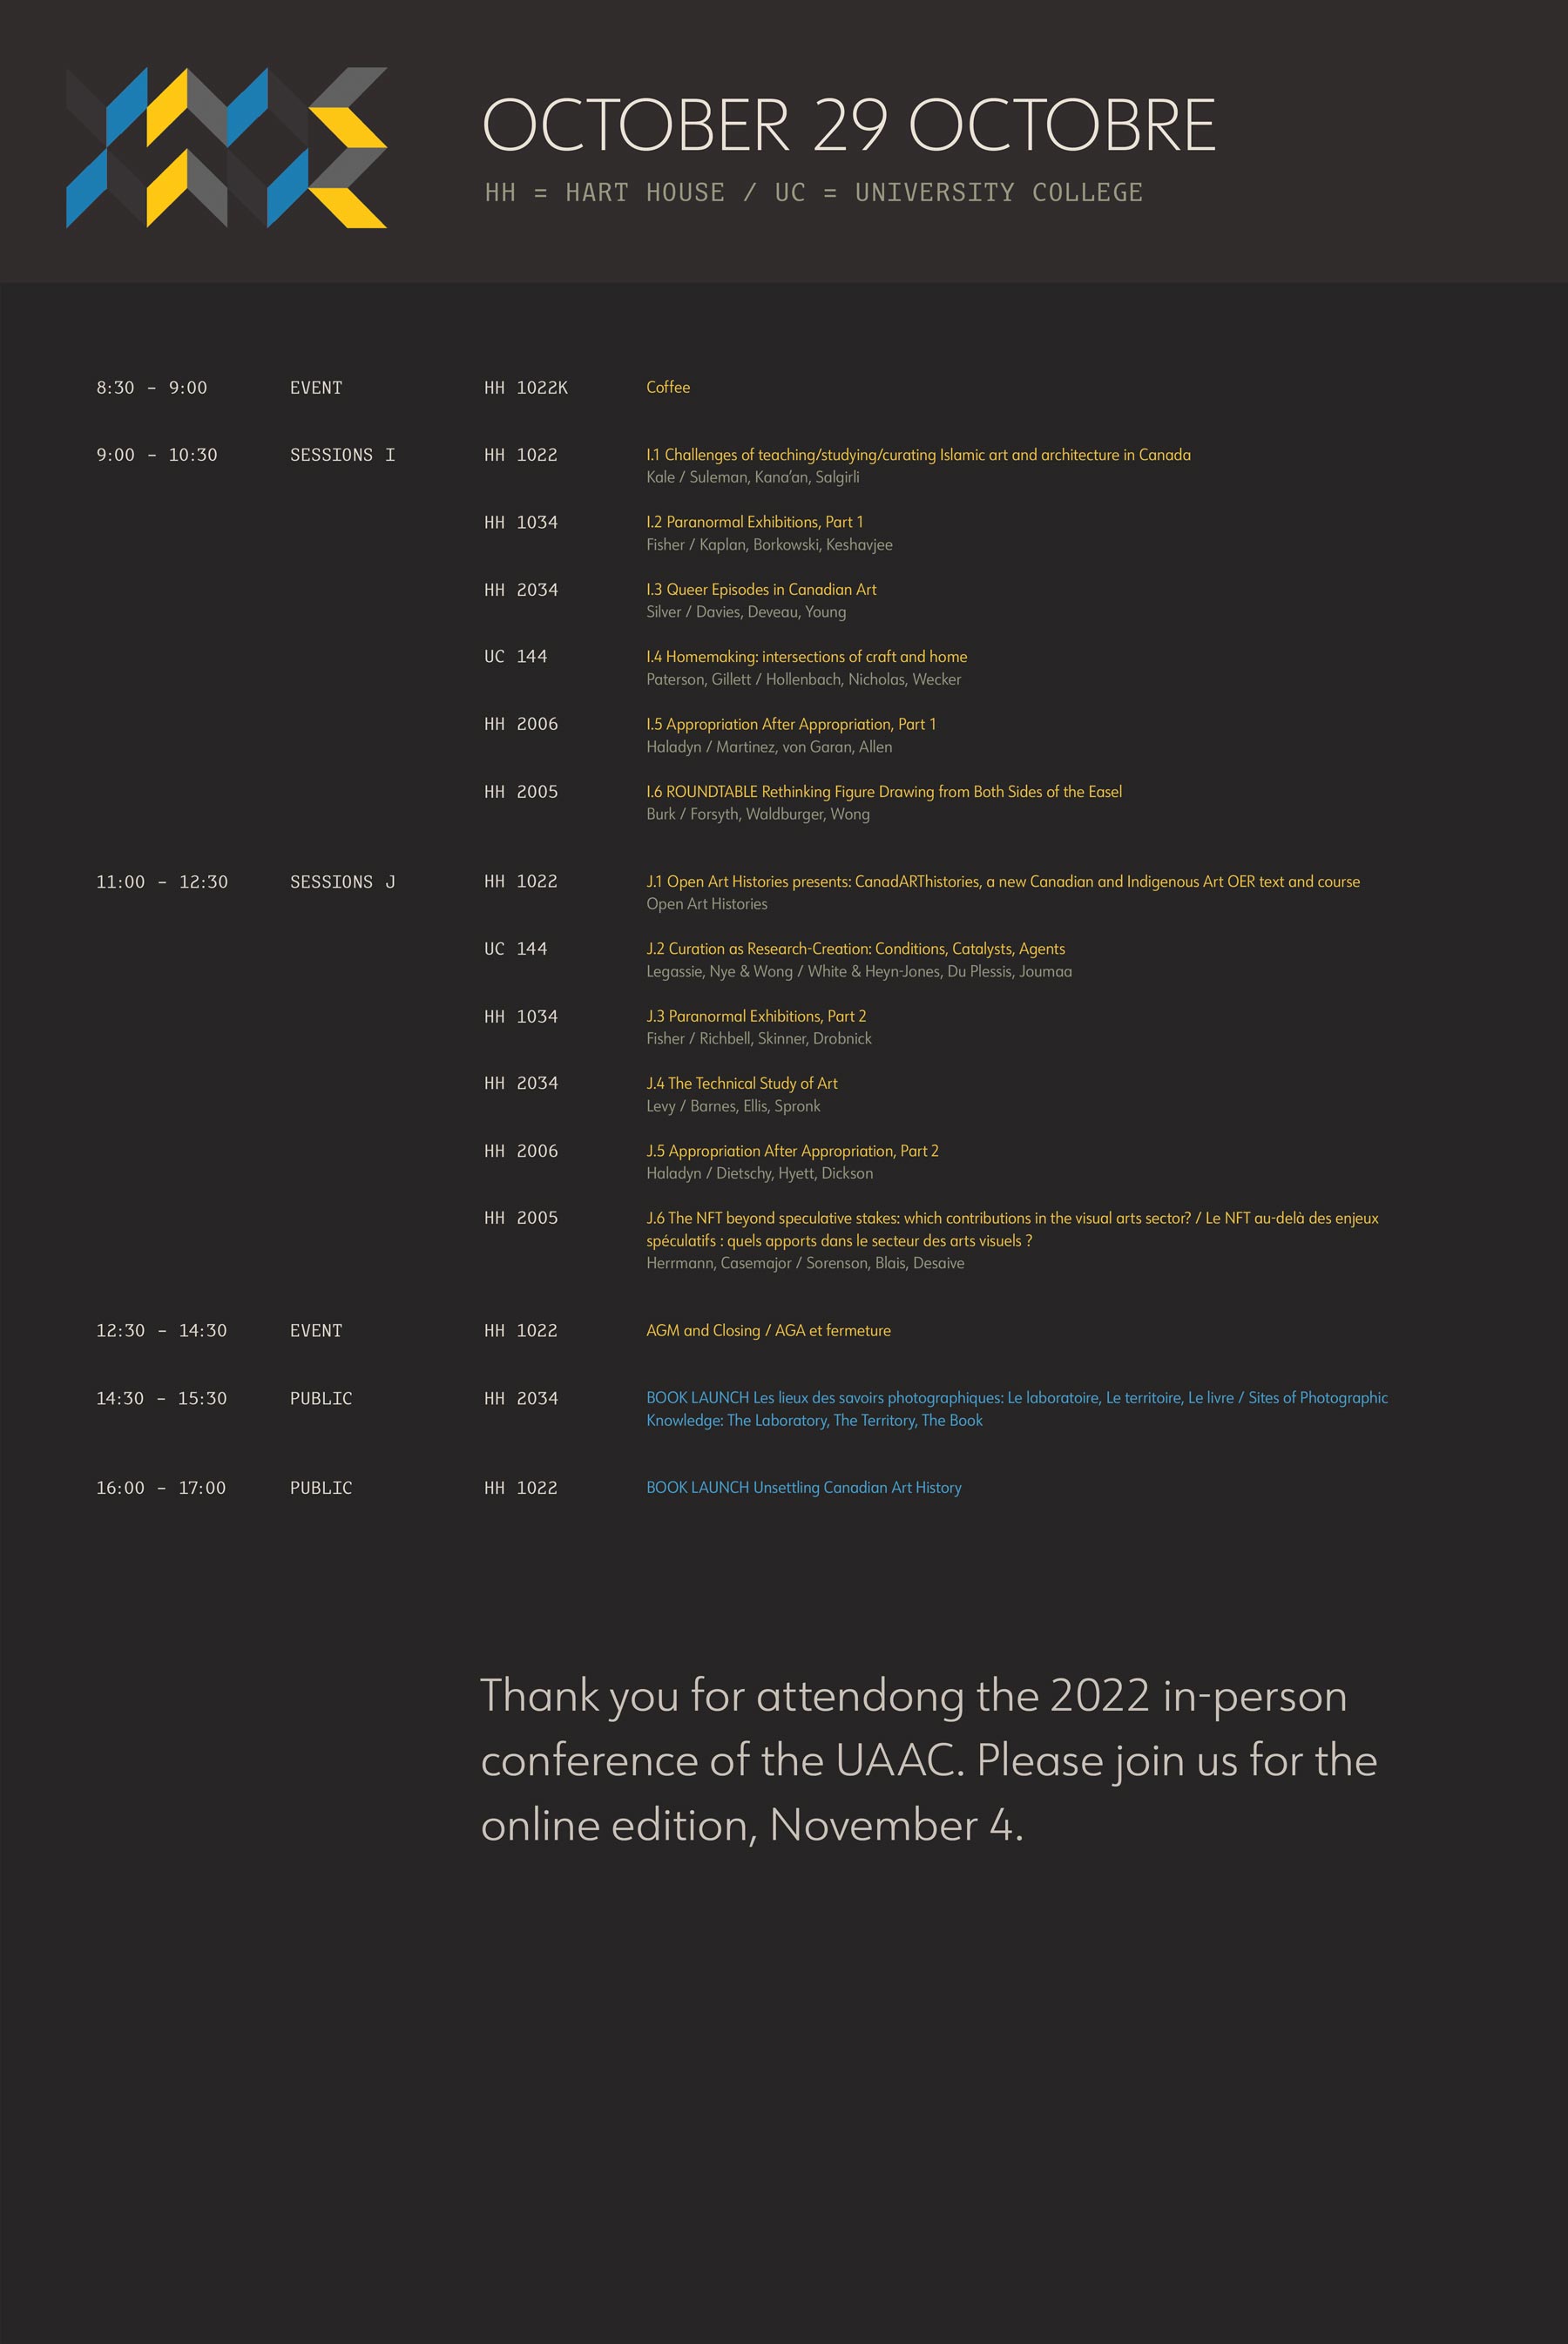 OCTOBER 29 OCTOBRE
HH = HART HOUSE / UC = UNIVERSITY COLLEGE
8:30 – 9:00 EVENT HH 1022K Coffee
9:00 – 10:30 SESSIONS I HH 1022 I.1 Challenges of teaching/studying/curating Islamic art and architecture in Canada
Kale / Suleman, Kana’an, Salgirli
HH 1034 I.2 Paranormal Exhibitions, Part 1
Fisher / Kaplan, Borkowski, Keshavjee
HH 2034 I.3 Queer Episodes in Canadian Art
Silver / Davies, Deveau, Young
UC 144 I.4 Homemaking: intersections of craft and home
Paterson, Gillett / Hollenbach, Nicholas, Wecker
HH 2006 I.5 Appropriation After Appropriation, Part 1
Haladyn / Martinez, von Garan, Allen
HH 2005 I.6 ROUNDTABLE Rethinking Figure Drawing from Both Sides of the Easel
Burk / Forsyth, Waldburger, Wong
11:00 – 12:30 SESSIONS J HH 1022 J.1 Open Art Histories presents: CanadARThistories, a new Canadian and Indigenous Art OER text and course
Open Art Histories
UC 144 J.2 Curation as Research-Creation: Conditions, Catalysts, Agents
Legassie, Nye & Wong / White & Heyn-Jones, Du Plessis, Joumaa
HH 1034 J.3 Paranormal Exhibitions, Part 2
Fisher / Richbell, Skinner, Drobnick
HH 2034 J.4 The Technical Study of Art
Levy / Barnes, Ellis, Spronk
HH 2006 J.5 Appropriation After Appropriation, Part 2
Haladyn / Dietschy, Hyett, Dickson
HH 2005 J.6 The NFT beyond speculative stakes: which contributions in the visual arts sector? / Le NFT au-delà des enjeux
spéculatifs : quels apports dans le secteur des arts visuels ?
Herrmann, Casemajor / Sorenson, Blais, Desaive
12:30 – 14:30 EVENT HH 1022 AGM and Closing / AGA et fermeture
14:30 – 15:30 PUBLIC HH 2034 BOOK LAUNCH Les lieux des savoirs photographiques: Le laboratoire, Le territoire, Le livre / Sites of Photographic
Knowledge: The Laboratory, The Territory, The Book
16:00 – 17:00 PUBLIC HH 1022 BOOK LAUNCH Unsettling Canadian Art History
Thank you for attendong the 2022 in-person
conference of the UAAC. Please join us for the
online edition, November 4.